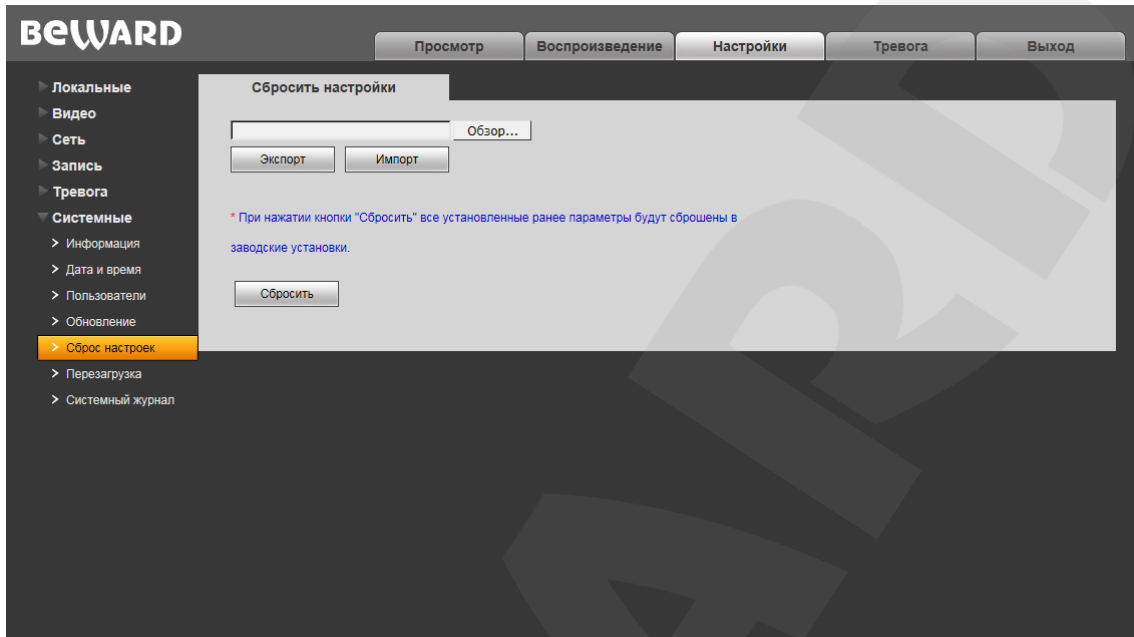 BEWARD
Просмотр Воспроизведение Настройки Тревога Выход
Локальные
Видео
Сеть
Запись
Тревога
Системные
> Информация
> Дата и время
> Пользователи
> Обновление
> Сброс настроек
> Перезагрузка
> Системный журнал
Сбросить настройки
Обзор...
Экспорт Импорт
* При нажатии кнопки "Сбросить" все установленные ранее параметры будут сброшены в
заводские установки.
Сбросить